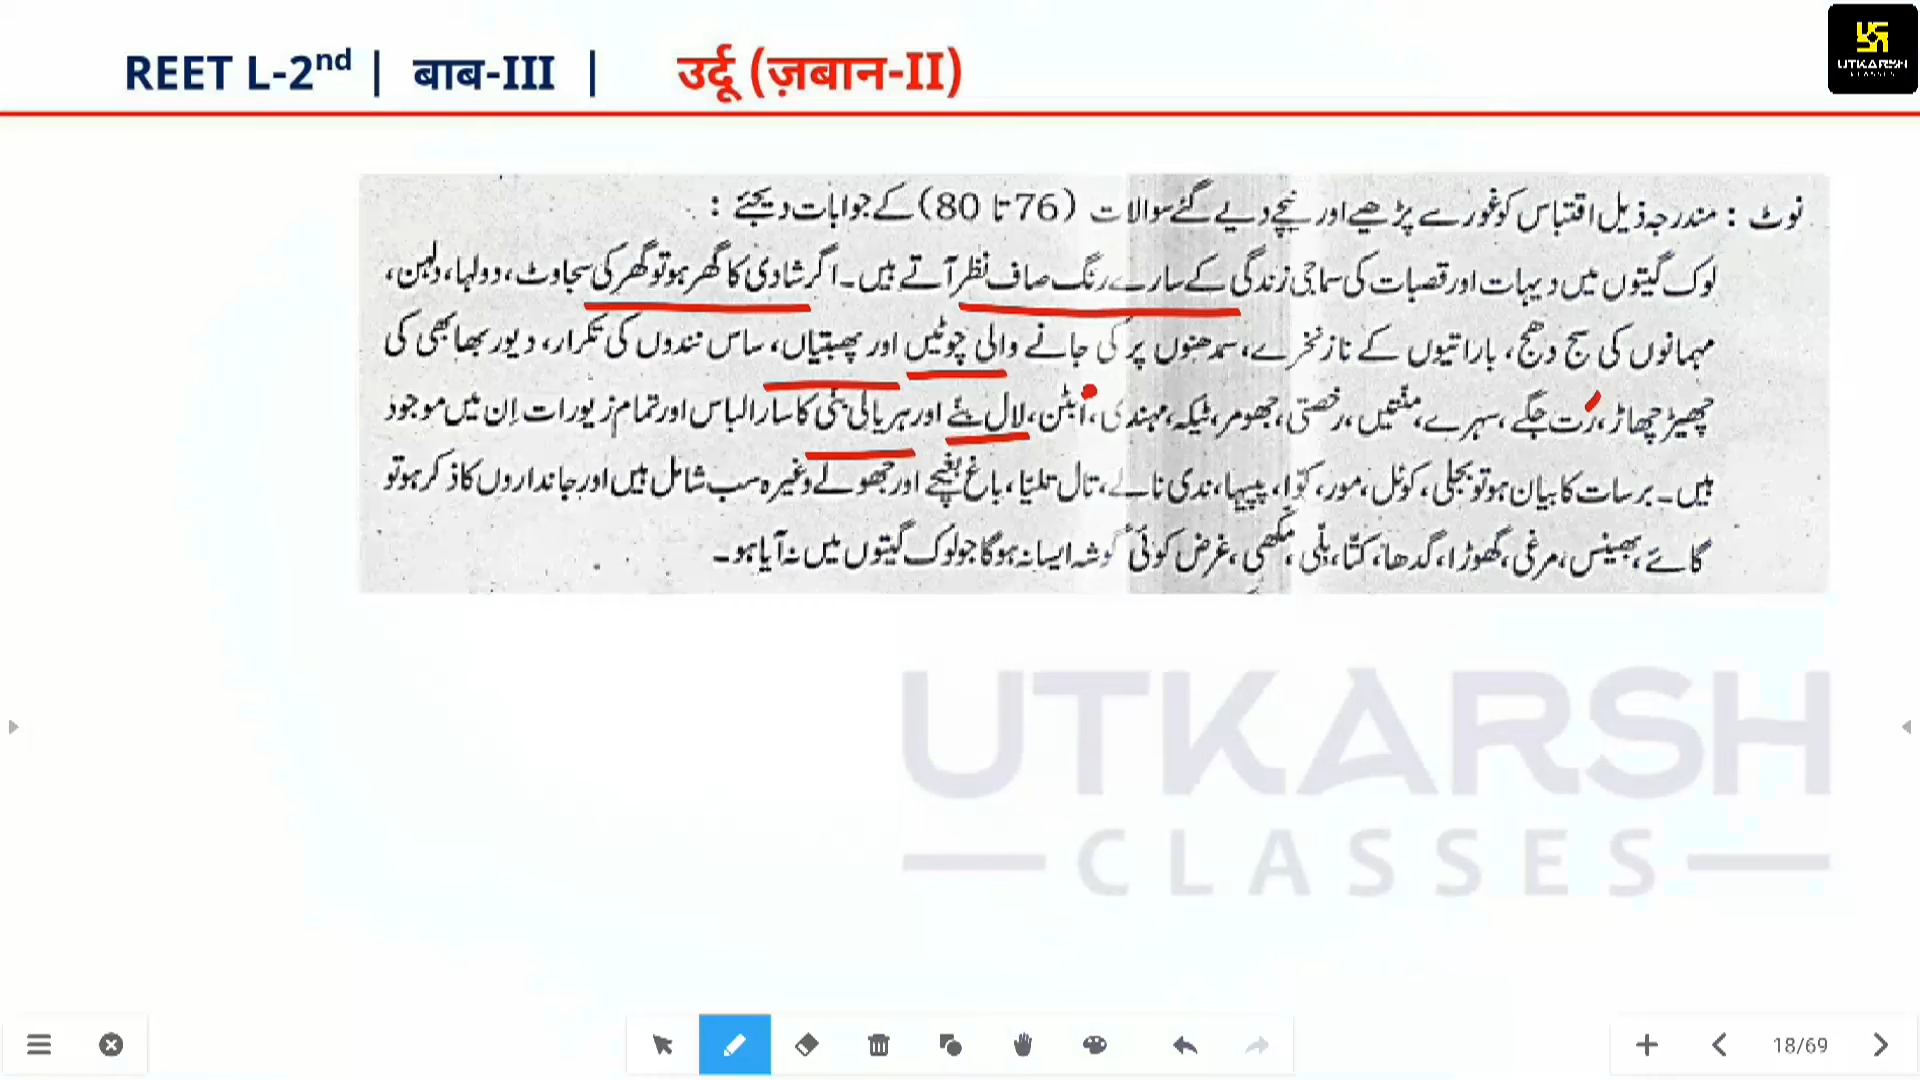 REET L-2nd | बाब-III | उर्दू (ज़बान-II)
UTKARSH
CLASSES
نوٹ : مندرجہ ذیل اقتباس کو غور سے پڑھیے اور نیچے دیے گئے سوالات (76 تا 80) کے جوابات دیجئے :
لوک گیتوں میں دیہات اور قصبات کی سماجی زندگی کے سارے رنگ صاف نظر آتے ہیں۔ اگر شادی کا گھر ہو تو گھر کی سجاوٹ، دولہا، دلہن،
مہمانوں کی سج دھج، باراتیوں کے ناز نخرے، سمدھنوں پر کی جانے والی چوٹیں اور پھبتیاں، ساس نندوں کی تکرار، دیور بھابھی کی
چھیڑ چھاڑ، رَت جگے، سہرے، منّتیں، رخصتی، جھومر، ٹیکہ، مہندی، اُبٹن، لال بنّے اور ہریالی بنّی کا سارا لباس اور تمام زیورات اِن میں موجود
ہیں۔ برسات کا بیان ہو تو بجلی، کوئل، مور، کوّا، پپیہا، ندی نالے، تال تلیّا، باغ بغیچے اور جھولے وغیرہ سب شامل ہیں اور جانداروں کا ذکر ہو تو
گائے، بھینس، مرغی، گھوڑا، گدھا، کتّا، بلّی، مکھی، غرض کوئی گوشہ ایسا نہ ہوگا جو لوک گیتوں میں نہ آیا ہو۔
UTKARSH
CLASSES
18/69